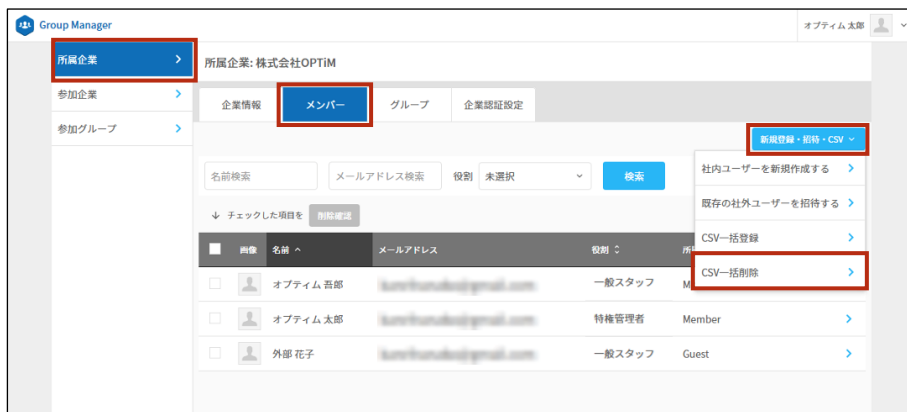 Group Manager
オプティム 太郎
所属企業
所属企業: 株式会社OPTiM
参加企業
参加グループ
企業情報
メンバー
グループ
企業認証設定
新規登録・招待・CSV
社内ユーザーを新規作成する
既存の社外ユーザーを招待する
CSV一括登録
CSV一括削除
名前検索
メールアドレス検索
役割
未選択
検索
チェックした項目を
削除確認
画像
名前
メールアドレス
役割
オプティム 吾郎
一般スタッフ
オプティム 太郎
特権管理者
Member
外部 花子
一般スタッフ
Guest